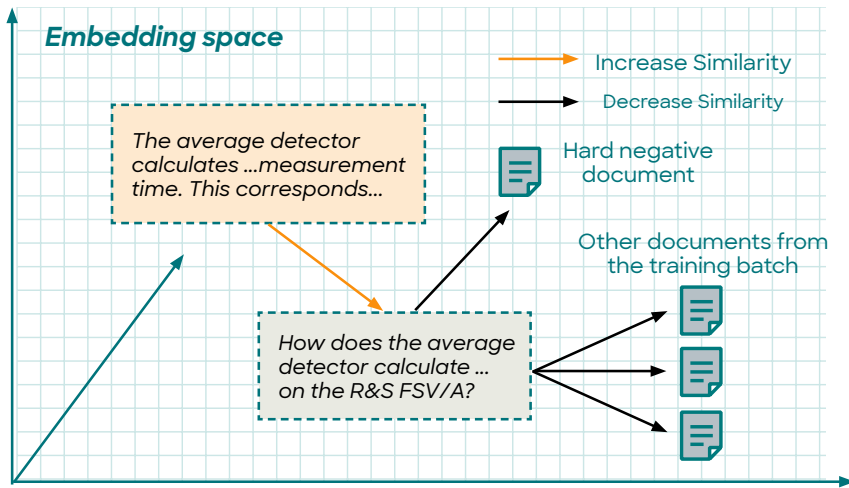 Embedding space
Increase Similarity
Decrease Similarity
The average detector
calculates ...measurement
time. This corresponds...
Hard negative
document
Other documents from
the training batch
How does the average
detector calculate ...
on the R&S FSV/A?